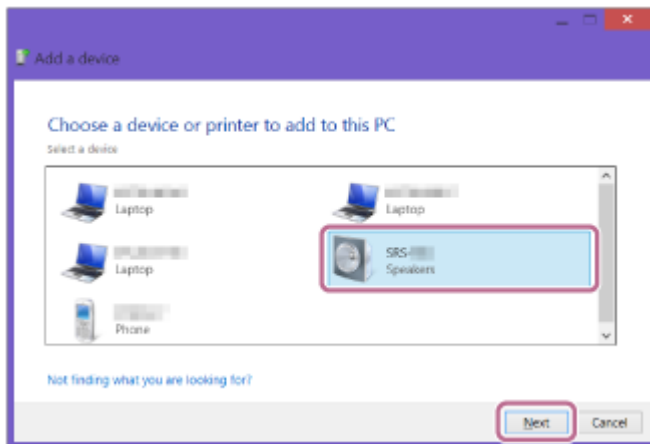 Add a device
Choose a device or printer to add to this PC
Select a device
Laptop
Laptop
Laptop
SRS-
Speakers
Phone
Not finding what you are looking for?
Next
Cancel